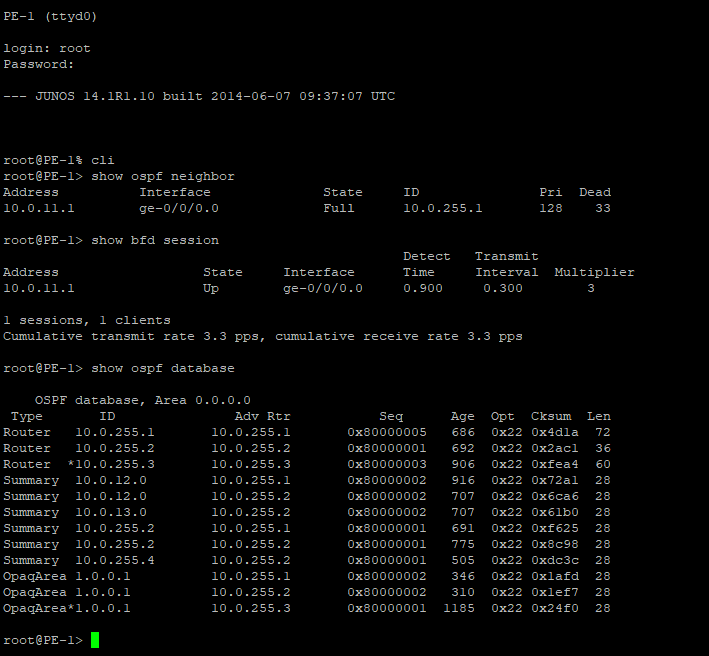 PE-1 (ttyd0)
login: root
Password:
--- JUNOS 14.1R1.10 built 2014-06-07 09:37:07 UTC
root@PE-1% cli
root@PE-1> show ospf neighbor
Address          Interface              State     ID               Pri  Dead
10.0.11.1        ge-0/0/0.0             Full      10.0.255.1       128    33
root@PE-1> show bfd session
                                                  Detect   Transmit
Address                  State     Interface      Time     Interval  Multiplier
10.0.11.1                Up        ge-0/0/0.0     0.900     0.300        3
1 sessions, 1 clients
Cumulative transmit rate 3.3 pps, cumulative receive rate 3.3 pps
root@PE-1> show ospf database
    OSPF database, Area 0.0.0.0
 Type       ID               Adv Rtr           Seq      Age  Opt  Cksum  Len
Router   10.0.255.1       10.0.255.1       0x80000005   686  0x22 0x4d1a  72
Router   10.0.255.2       10.0.255.2       0x80000001   692  0x22 0x2ac1  36
Router  *10.0.255.3       10.0.255.3       0x80000003   906  0x22 0xfea4  60
Summary  10.0.12.0        10.0.255.1       0x80000002   916  0x22 0x72a1  28
Summary  10.0.12.0        10.0.255.2       0x80000002   707  0x22 0x6ca6  28
Summary  10.0.13.0        10.0.255.2       0x80000002   707  0x22 0x61b0  28
Summary  10.0.255.2       10.0.255.1       0x80000001   691  0x22 0xf625  28
Summary  10.0.255.2       10.0.255.2       0x80000001   775  0x22 0x8c98  28
Summary  10.0.255.4       10.0.255.2       0x80000001   505  0x22 0xdc3c  28
OpaqArea 1.0.0.1          10.0.255.1       0x80000002   346  0x22 0x1afd  28
OpaqArea 1.0.0.1          10.0.255.2       0x80000002   310  0x22 0x1ef7  28
OpaqArea*1.0.0.1          10.0.255.3       0x80000001  1185  0x22 0x24f0  28
root@PE-1>